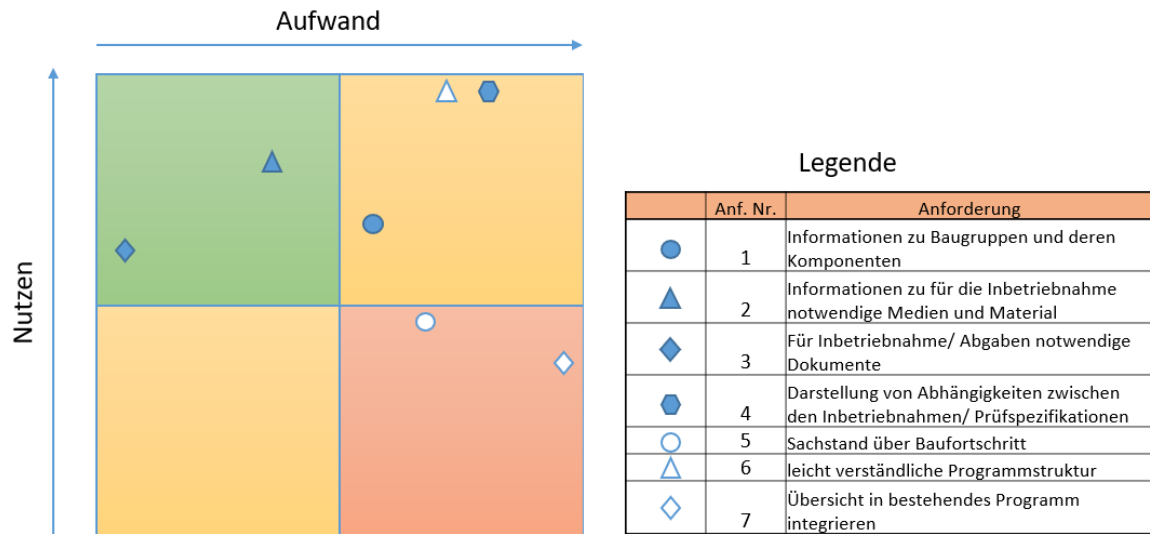 Aufwand
Nutzen
Legende
Anf. Nr.
Anforderung
1
Informationen zu Baugruppen und deren
Komponenten
2
Informationen zu für die Inbetriebnahme
notwendige Medien und Material
3
Für Inbetriebnahme/ Abgaben notwendige
Dokumente
4
Darstellung von Abhängigkeiten zwischen
den Inbetriebnahmen/ Prüfspezifikationen
5
Sachstand über Baufortschritt
6
leicht verständliche Programmstruktur
7
Übersicht in bestehendes Programm
integrieren